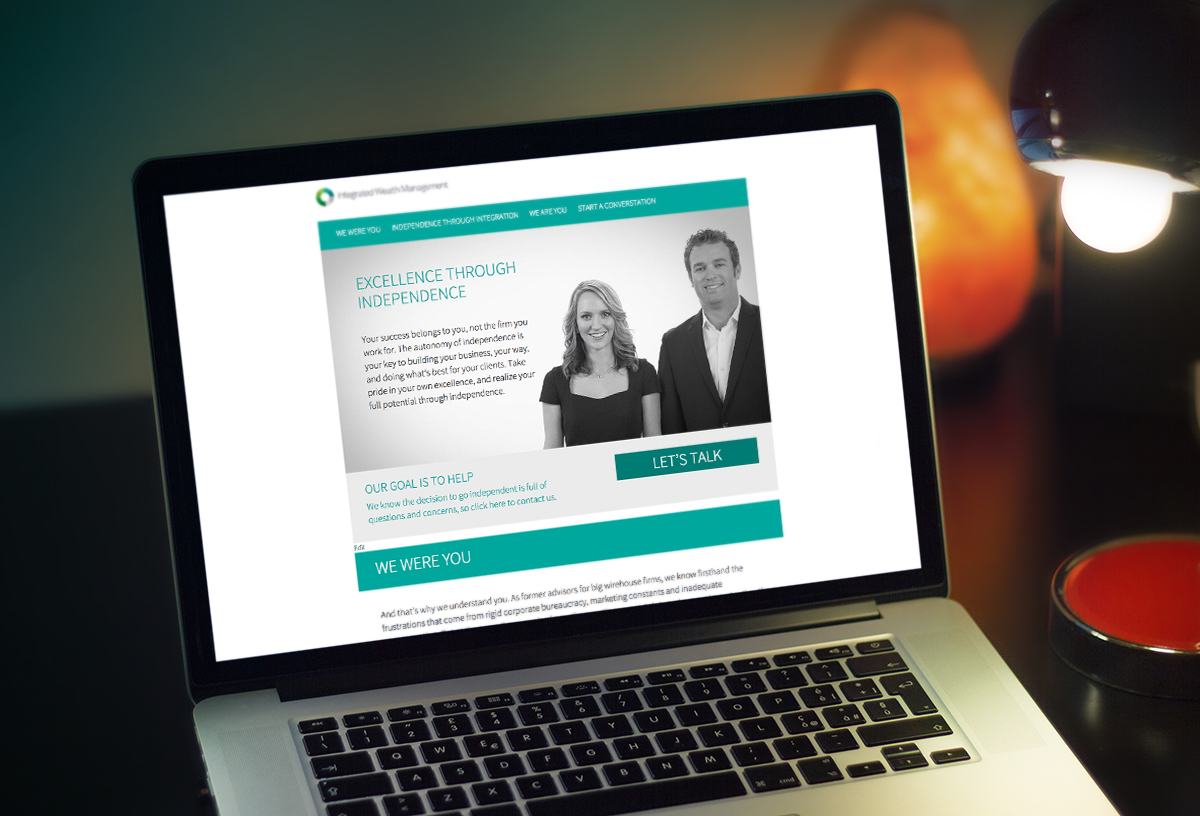 Integrated Wealth Management
WE WERE YOU INDEPENDENCE THROUGH INTEGRATION WE ARE YOU START A CONVERSTATION
EXCELLENCE THROUGH
INDEPENDENCE
Your success belongs to you, not the firm you
work for. The autonomy of independence is
your key to building your business, your way,
and doing what's best for your clients. Take
pride in your own excellence, and realize your
full potential through independence.
LET'S TALK
OUR GOAL IS TO HELP
We know the decision to go independent is full of
questions and concerns, so click here to contact us.
Edit
WE WERE YOU
And that's why we understand you. As former advisors for big wirehouse firms, we know firsthand the
frustrations that come from rigid corporate bureaucracy, marketing constants and inadequate
Q W E € R T Y U I O P
A S D F G H J K L
Z X C V B N M
cmd